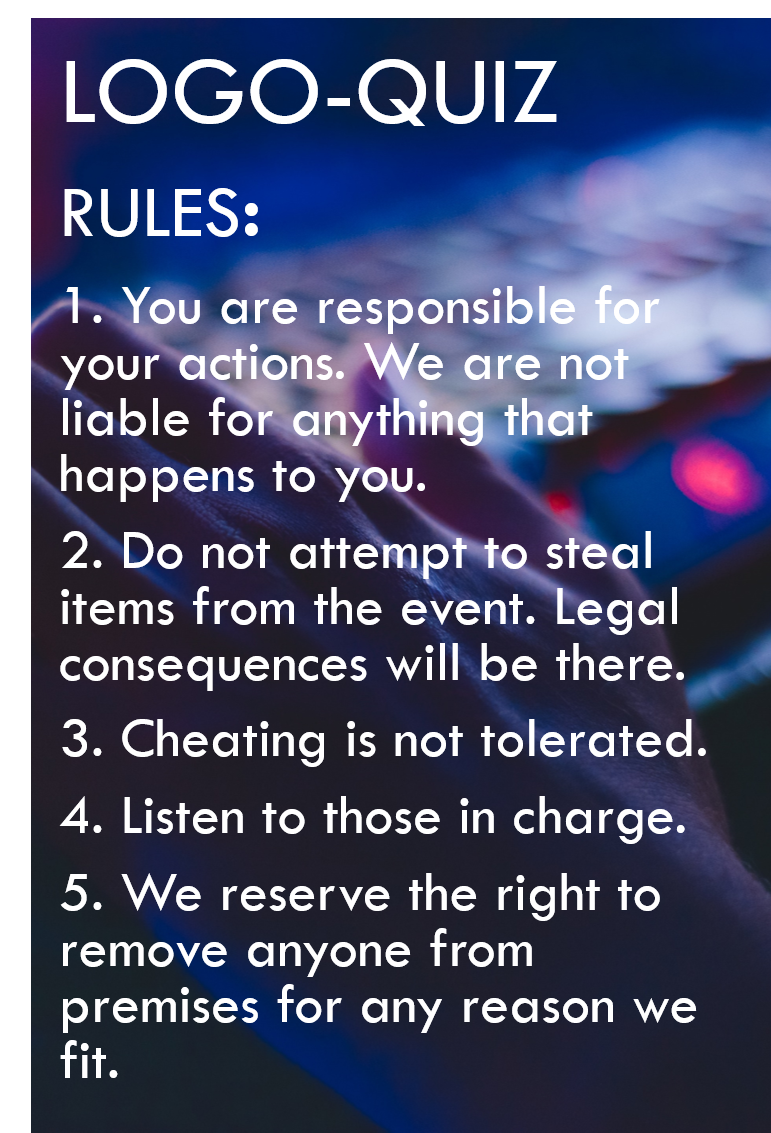 LOGO-QUIZ
RULES:
1. You are responsible for
your actions. We are not
liable for anything that
happens to you.
2. Do not attempt to steal
items from the event. Legal
consequences will be there.
3. Cheating is not tolerated.
4. Listen to those in charge.
5. We reserve the right to
remove anyone from
premises for any reason we
fit.